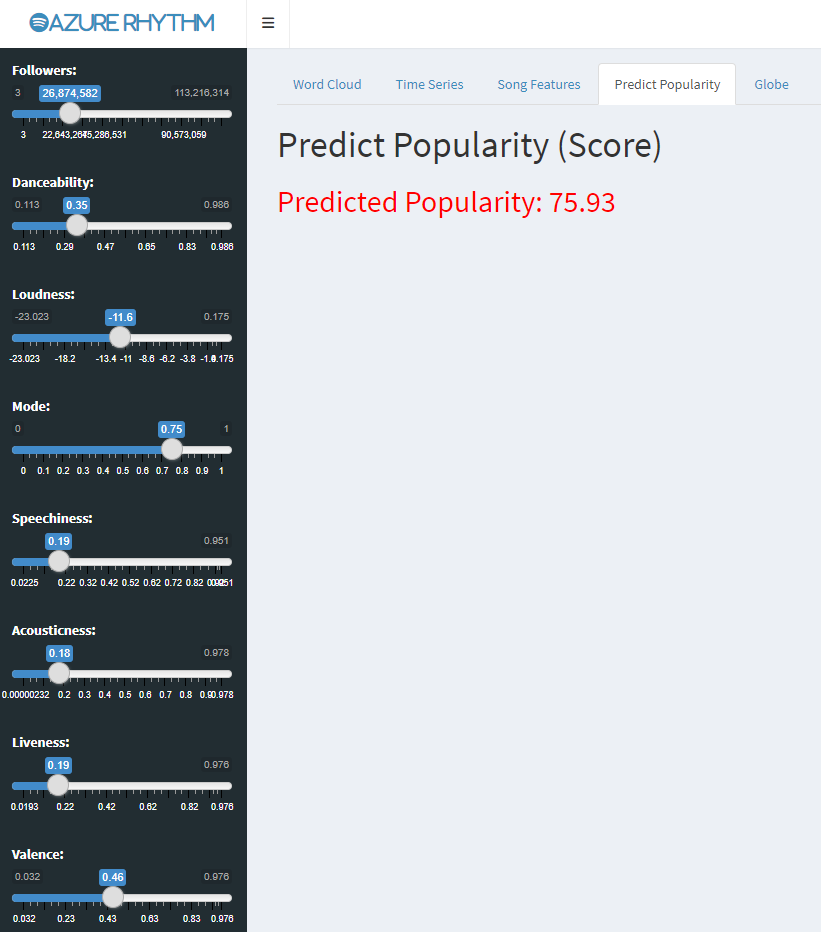 AZURE RHYTHM
Word Cloud Time Series Song Features Predict Popularity Globe
Predict Popularity (Score)
Predicted Popularity: 75.93
Followers:
3 26,874,582 113,216,314
3 22,643,265 45,286,531 90,573,059
Danceability:
0.113 0.35 0.986
0.113 0.29 0.47 0.65 0.83 0.986
Loudness:
-23.023 -11.6 0.175
-23.023 -18.2 -13.4 -11 -8.6 -6.2 -3.8 0.175
Mode:
0 0.75 1
0 0.1 0.2 0.3 0.4 0.5 0.6 0.7 0.8 0.9 1
Speechiness:
0.19 0.951
0.0225 0.22 0.32 0.42 0.52 0.62 0.72 0.82 0.92 0.951
Acousticness:
0.18 0.978
0.00000232 0.2 0.3 0.4 0.5 0.6 0.7 0.8 0.9 0.978
Liveness:
0.19 0.976
0.0193 0.22 0.42 0.62 0.82 0.976
Valence:
0.032 0.46 0.976
0.032 0.23 0.43 0.63 0.83 0.976